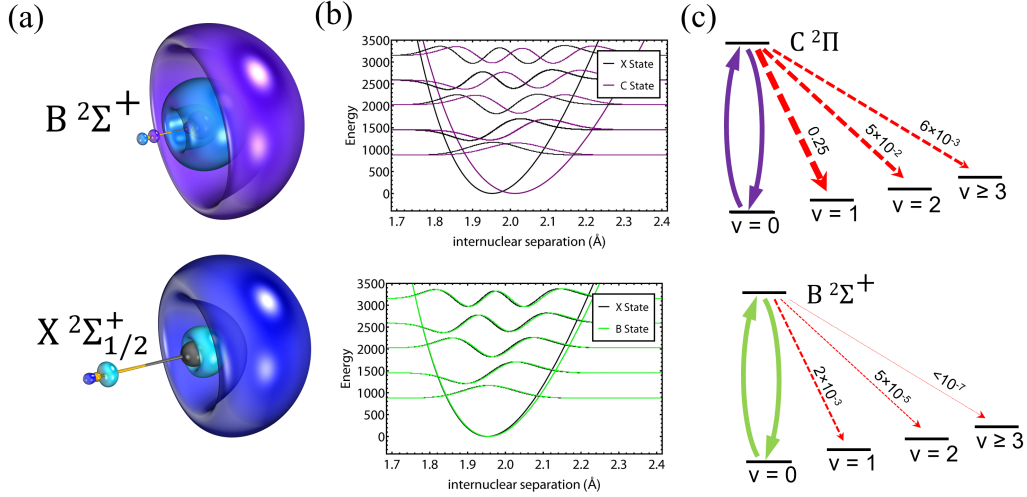 (a)
B ²Σ⁺
X ²Σ⁺₁/₂
(b)
3500
3000
2500
2000
1500
1000
500
0
Energy
X State
C State
1.7 1.8 1.9 2.0 2.1 2.2 2.3 2.4
internuclear separation (Å)
3500
3000
2500
2000
1500
1000
500
0
Energy
X State
B State
1.7 1.8 1.9 2.0 2.1 2.2 2.3 2.4
internuclear separation (Å)
(c)
C ²Π
0.25
5×10⁻²
6×10⁻³
v = 0
v = 1
v = 2
v ≥ 3
B ²Σ⁺
2×10⁻³
5×10⁻⁵
<10⁻⁷
v = 0
v = 1
v = 2
v ≥ 3